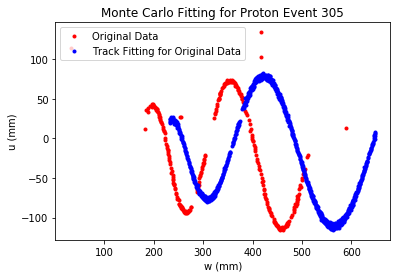 Monte Carlo Fitting for Proton Event 305
Original Data
Track Fitting for Original Data
u (mm)
100
50
0
−50
−100
100
200
300
400
500
600
w (mm)